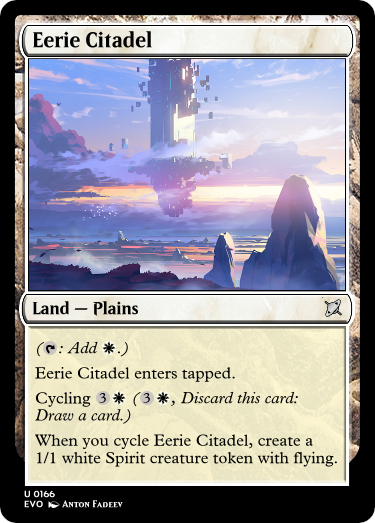 Eerie Citadel
Land — Plains
(: Add .)
Eerie Citadel enters tapped.
Cycling 3 (3, Discard this card:
Draw a card.)
When you cycle Eerie Citadel, create a
1/1 white Spirit creature token with flying.
U 0166
EVO Anton Fadeev